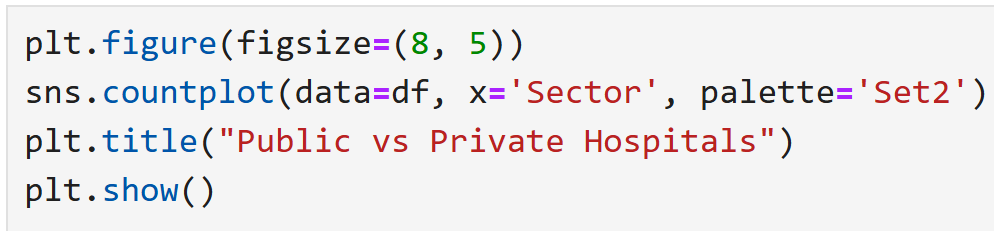 plt.figure(figsize=(8, 5))
sns.countplot(data=df, x='Sector', palette='Set2')
plt.title("Public vs Private Hospitals")
plt.show()